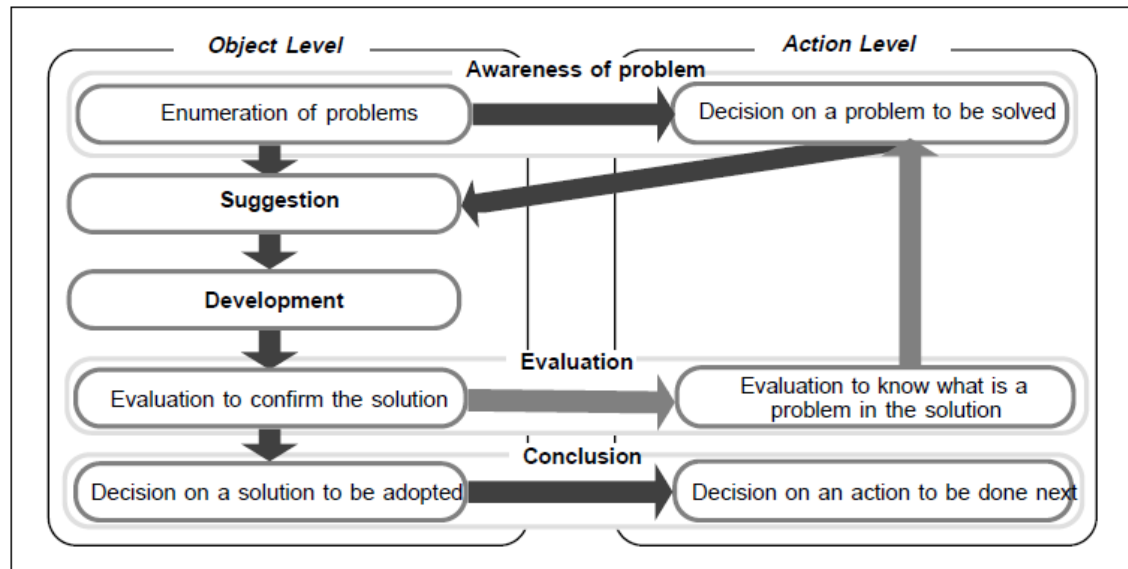 Object Level
Action Level
Awareness of problem
Enumeration of problems
Decision on a problem to be solved
Suggestion
Development
Evaluation
Evaluation to confirm the solution
Evaluation to know what is a
problem in the solution
Conclusion
Decision on a solution to be adopted
Decision on an action to be done next